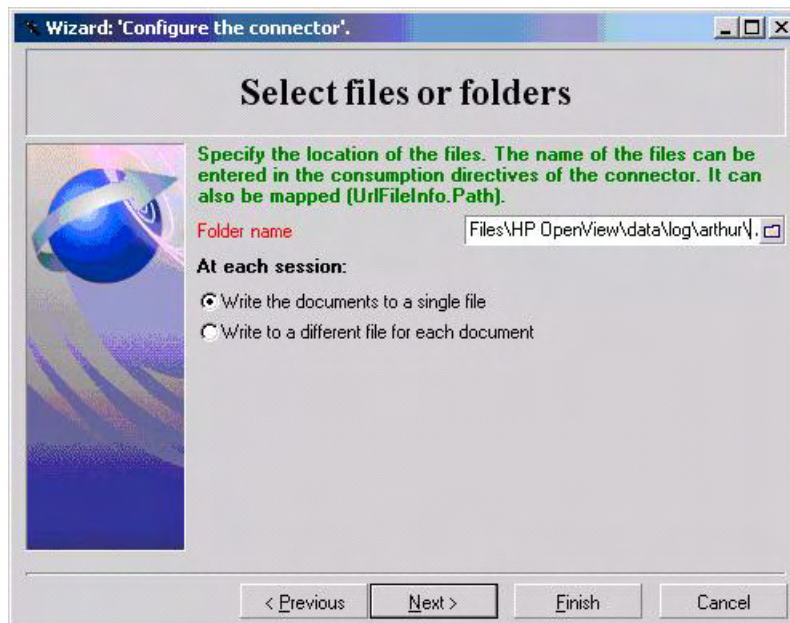 Wizard: 'Configure the connector'.
Select files or folders
Specify the location of the files. The name of the files can be
entered in the consumption directives of the connector. It can
also be mapped (UrlFileInfo.Path).
Folder name Files\HP OpenView\data\log\arthur\.
At each session:
Write the documents to a single file
Write to a different file for each document
< Previous Next > Finish Cancel